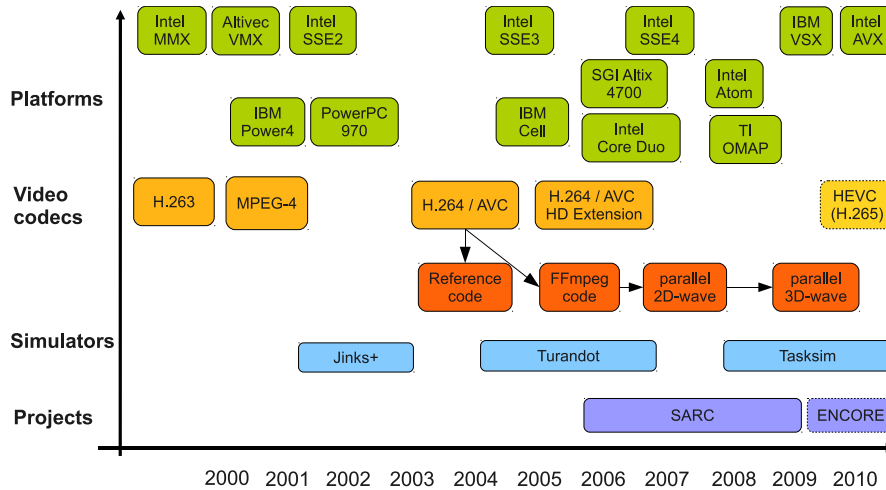 Intel
MMX
Altivec
VMX
Intel
SSE2
Intel
SSE3
Intel
SSE4
IBM
VSX
Intel
AVX
Platforms
SGI Altix
4700
Intel
Atom
IBM
Power4
PowerPC
970
IBM
Cell
Intel
Core Duo
TI
OMAP
Video
codecs
H.263
MPEG-4
H.264 / AVC
H.264 / AVC
HD Extension
HEVC
(H.265)
Reference
code
FFmpeg
code
parallel
2D-wave
parallel
3D-wave
Simulators
Jinks+
Turandot
Tasksim
Projects
SARC
ENCORE
2000 2001 2002 2003 2004 2005 2006 2007 2008 2009 2010